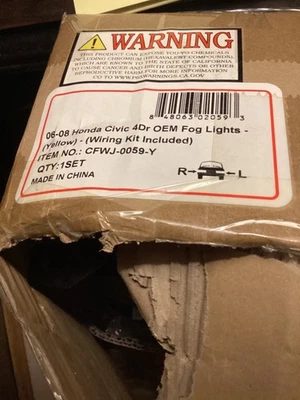 WARNING
THIS PRODUCT CAN EXPOSE YOU TO CHEMICALS
INCLUDING CHROMIUM (HEXAVALENT COMPOUNDS),
WHICH ARE KNOWN TO THE STATE OF CALIFORNIA
TO CAUSE CANCER AND BIRTH DEFECTS OR OTHER
REPRODUCTIVE HARM. FOR MORE INFORMATION
GO TO WWW.P65WARNINGS.CA.GOV
8 48063 02059 3
06-08 Honda Civic 4Dr OEM Fog Lights -
(Yellow) - (Wiring Kit Included)
ITEM NO.: CFWJ-0059-Y
QTY:1SET
MADE IN CHINA
R L